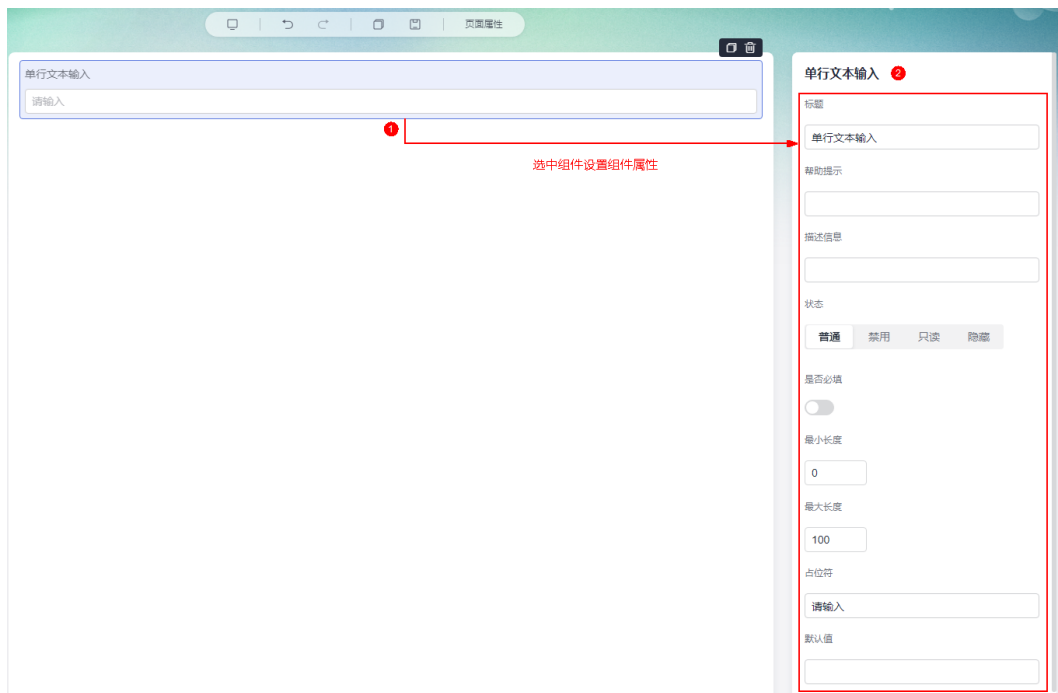 页面属性
单行文本输入
请输入
1
选中组件设置组件属性
单行文本输入 2
标题
单行文本输入
帮助提示
描述信息
状态
普通 禁用 只读 隐藏
是否必填
最小长度
0
最大长度
100
占位符
请输入
默认值